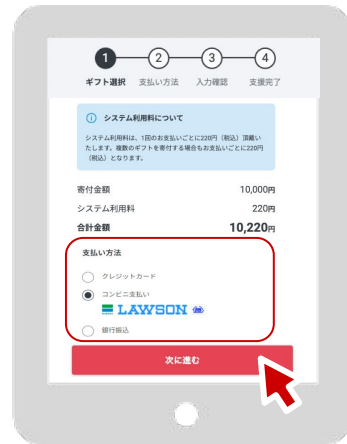 1 2 3 4
ギフト選択 支払い方法 入力確認 支援完了
システム利用料について
システム利用料は、1回のお支払いごとに220円（税込）頂戴い
たします。複数のギフトを寄付する場合もお支払いごとに220円
（税込）となります。
寄付金額 10,000円
システム利用料 220円
合計金額 10,220円
支払い方法
クレジットカード
コンビニ支払い
LAWSON
銀行振込
次に進む